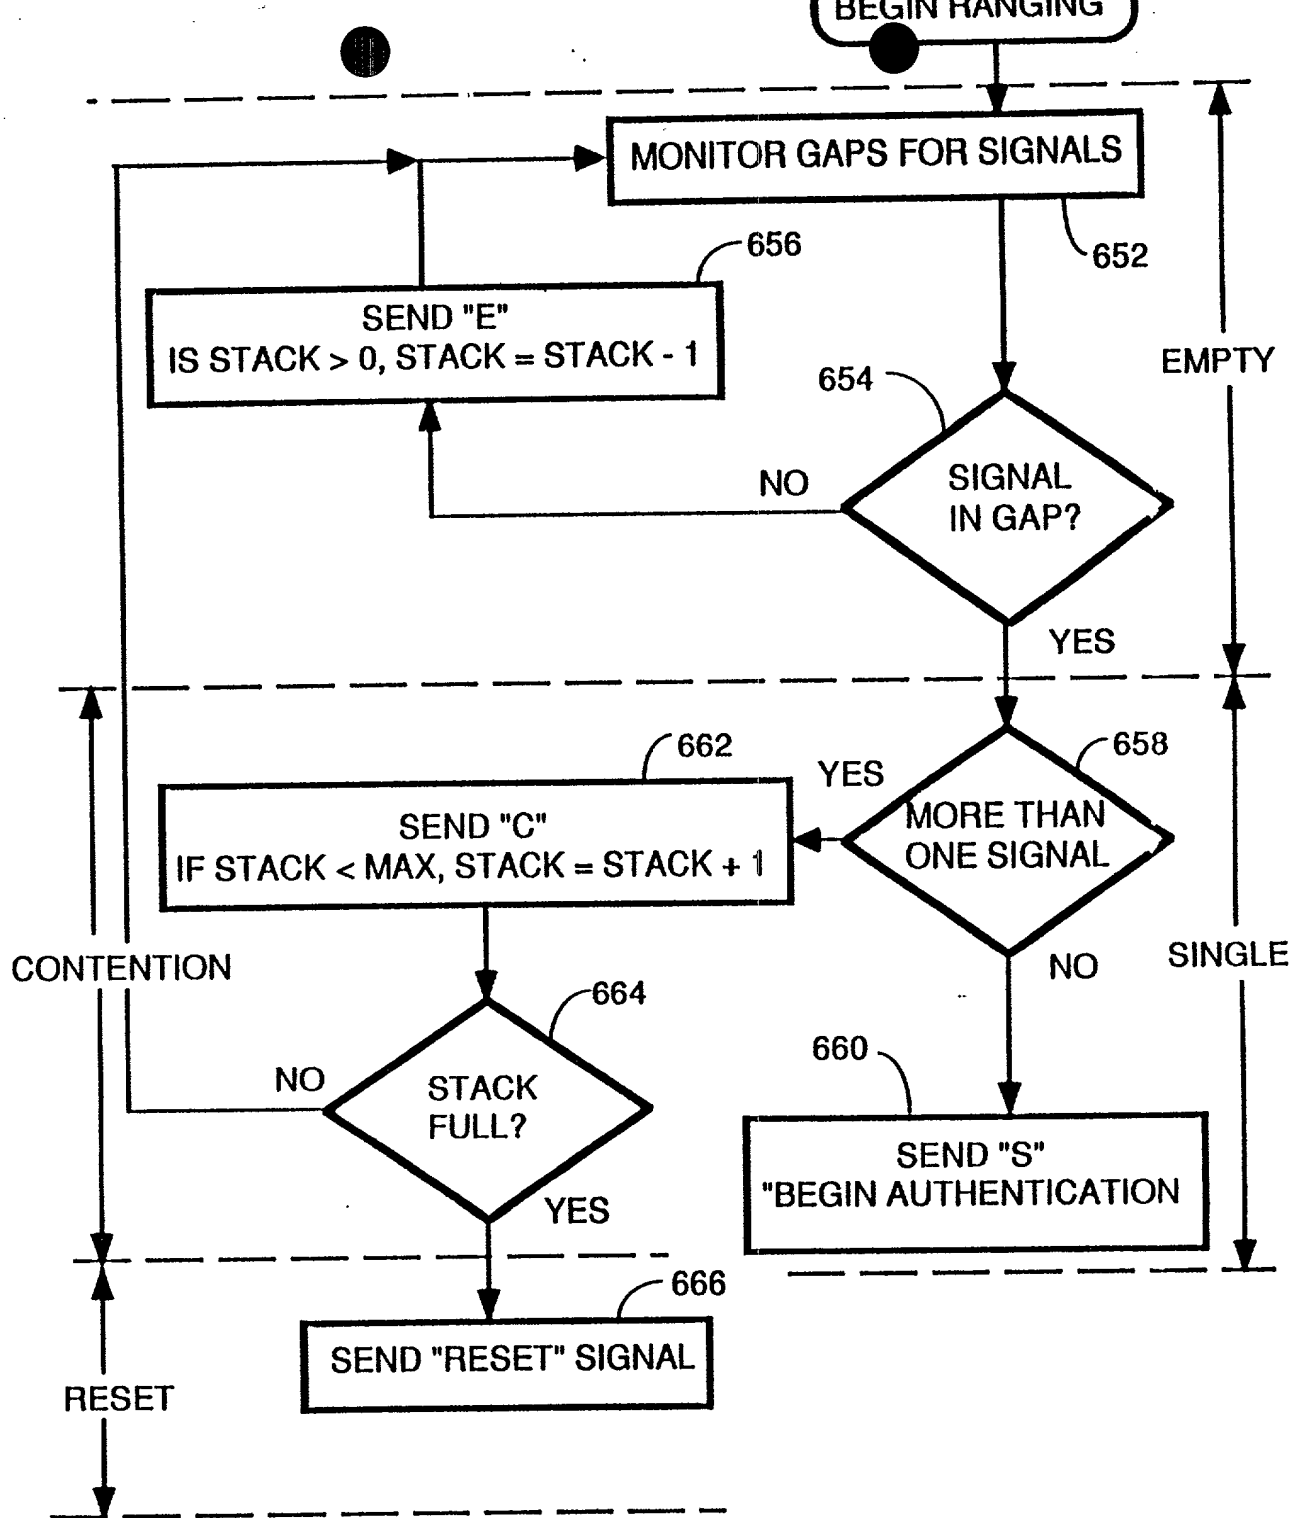 BEGIN RANGING
MONITOR GAPS FOR SIGNALS
652
656
SEND "E"
IS STACK > 0, STACK = STACK - 1
EMPTY
654
SIGNAL
IN GAP?
NO
YES
662
658
YES
MORE THAN
ONE SIGNAL
SEND "C"
IF STACK < MAX, STACK = STACK + 1
CONTENTION
NO
SINGLE
664
660
NO
STACK
FULL?
SEND "S"
"BEGIN AUTHENTICATION
YES
666
SEND "RESET" SIGNAL
RESET